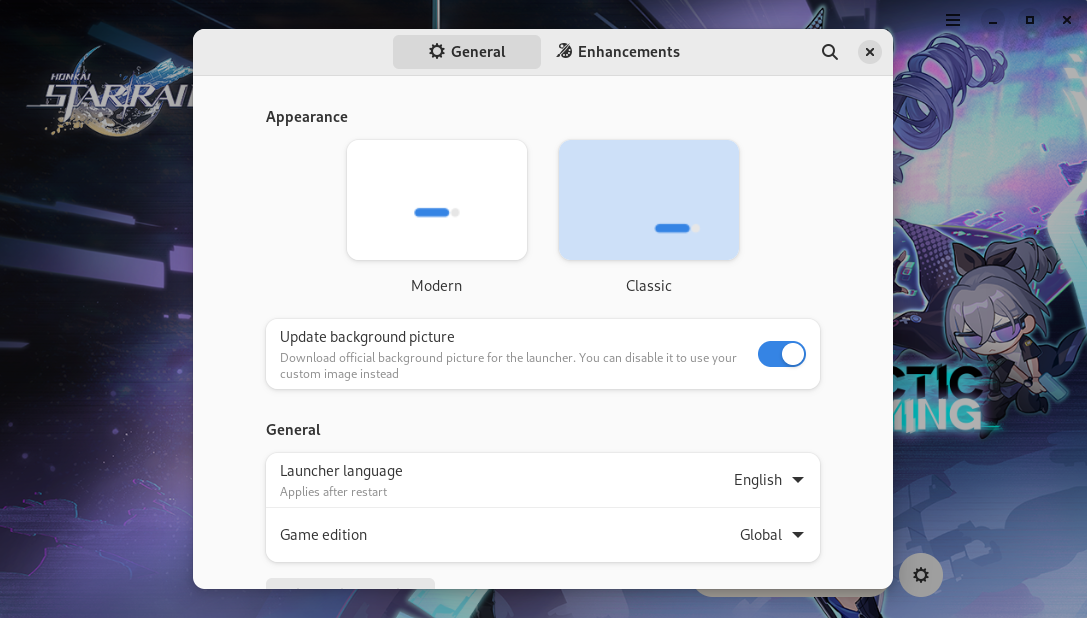 General
Enhancements
HONKAI
STAR RAIL
Appearance
Modern
Classic
Update background picture
Download official background picture for the launcher. You can disable it to use your
custom image instead
General
Launcher language
Applies after restart
English
Game edition
Global